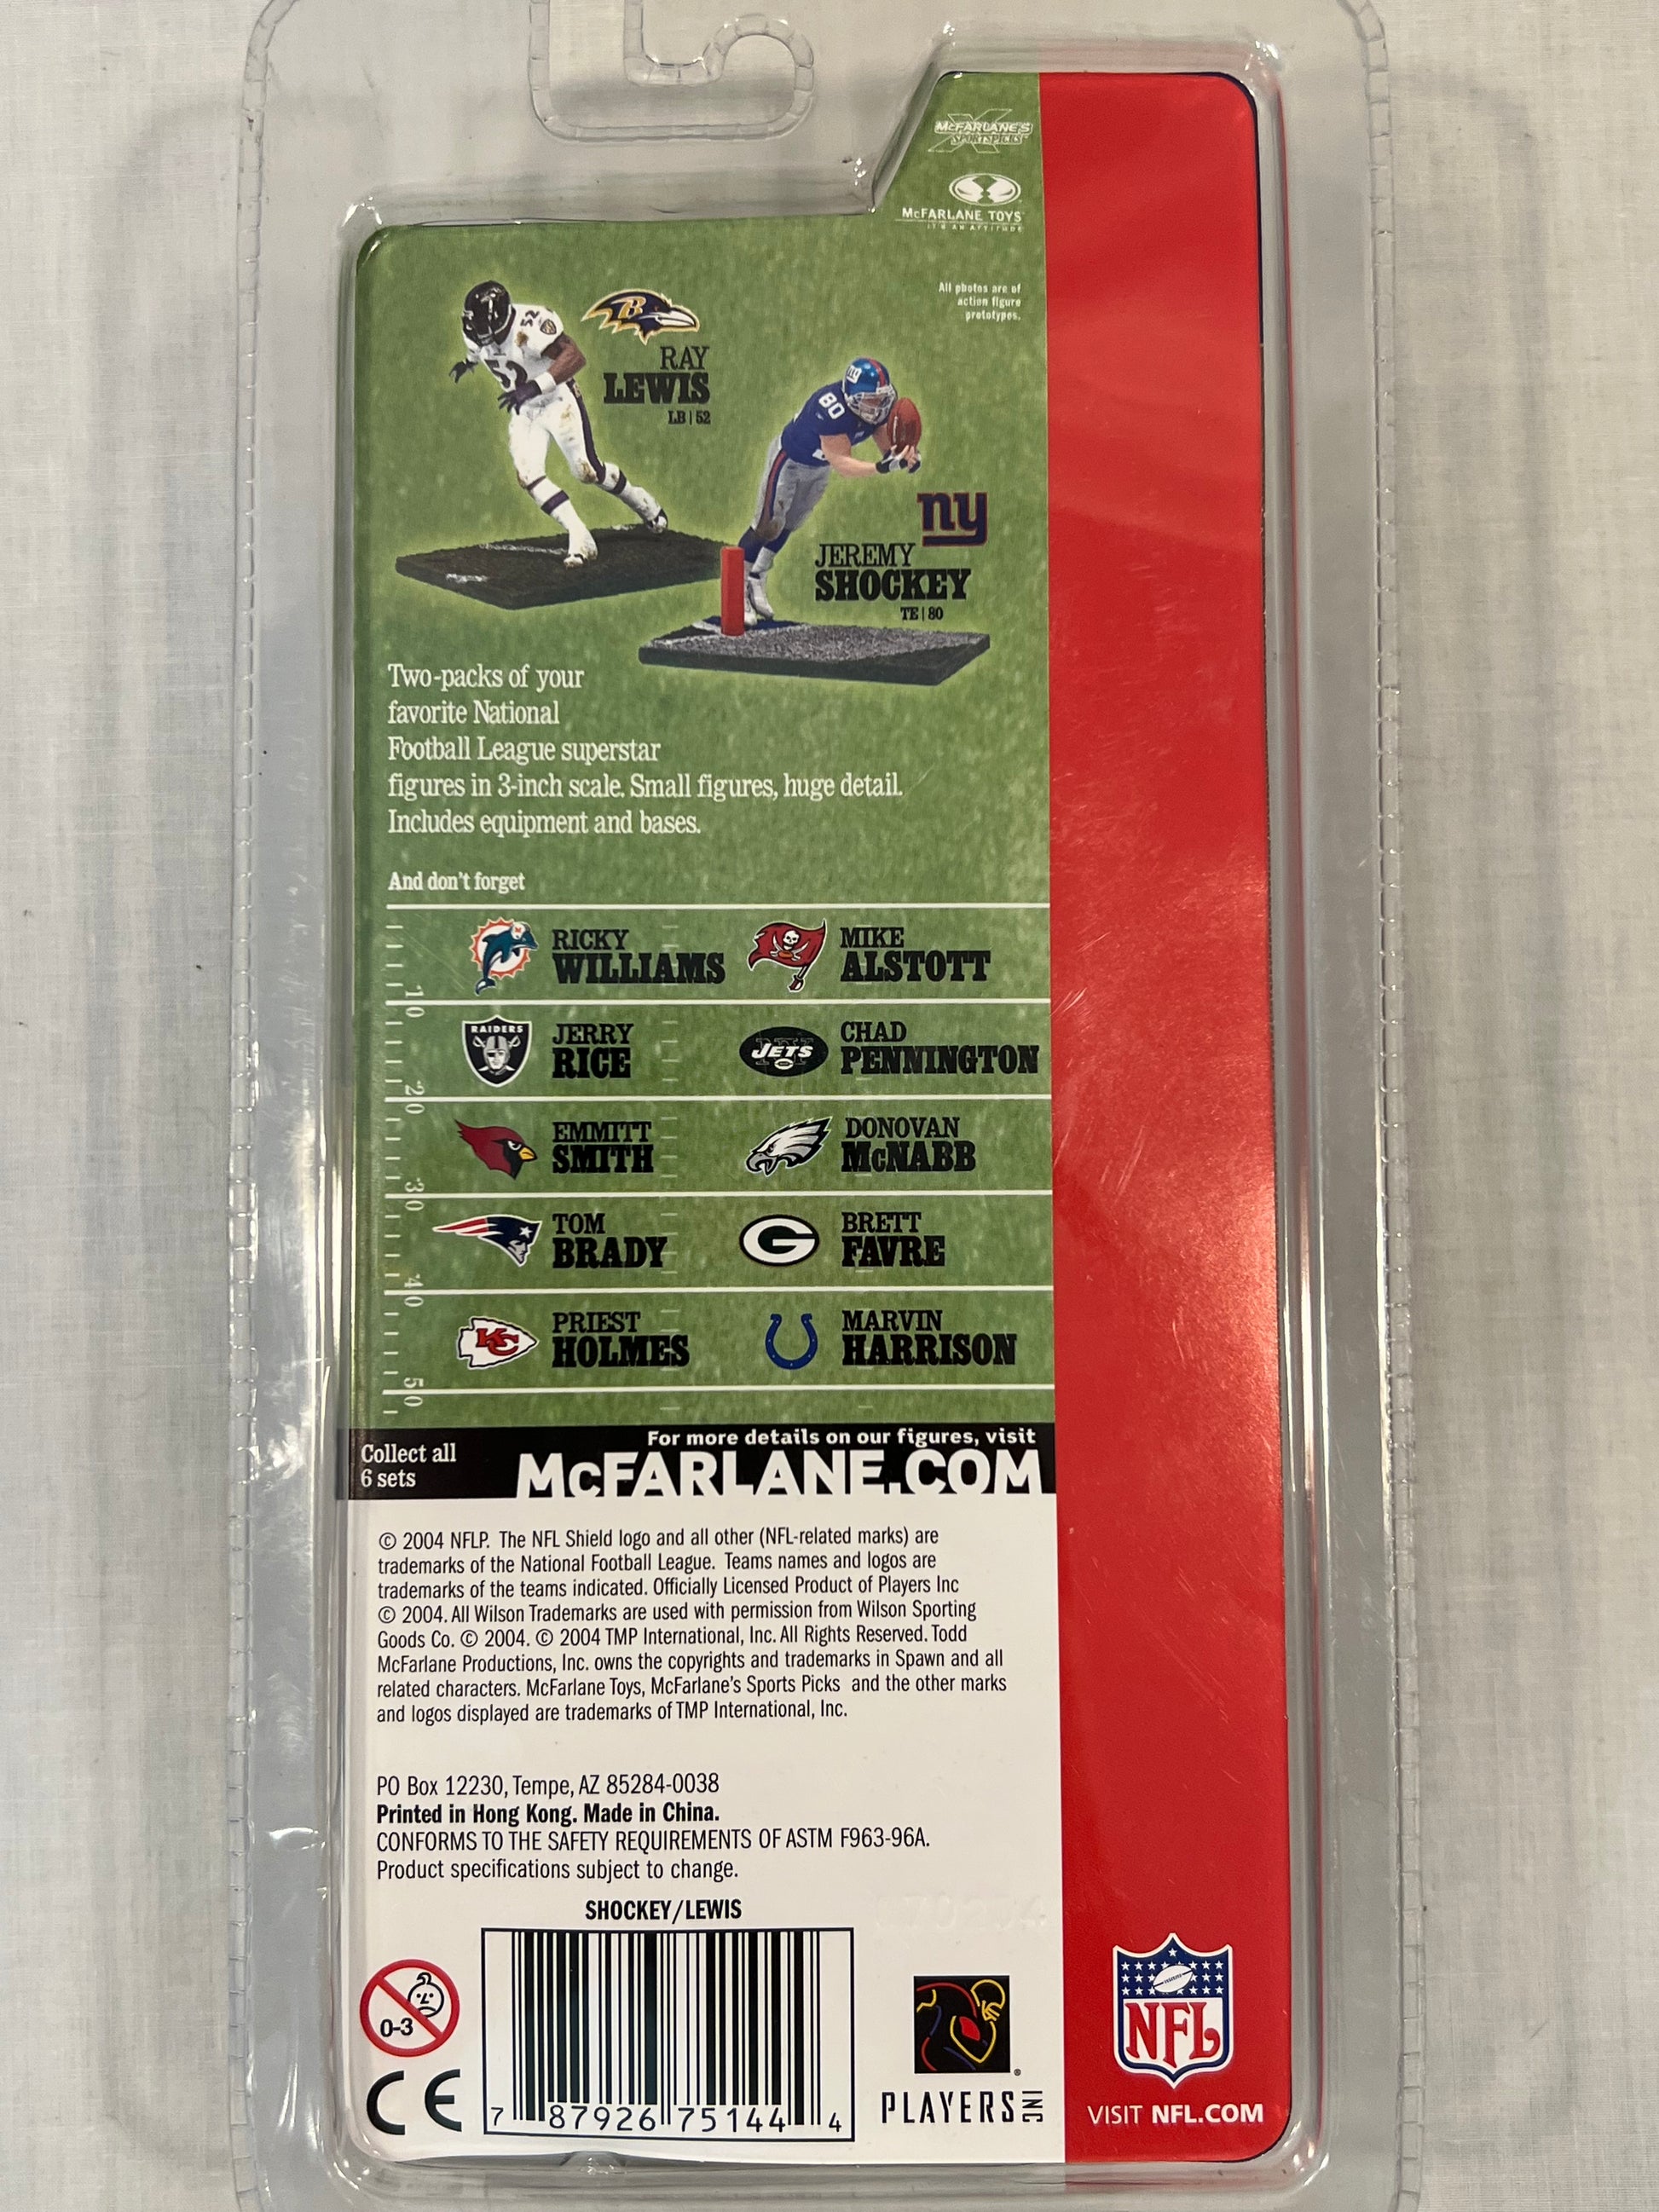 McFARLANE'S
SPORTSPICKS
McFARLANE TOYS
IT'S AN ATTITUDE
All photos are of
action figure
prototypes.
52
52
B
RAY
LEWIS
LB | 52
80
ny
ny
JEREMY
SHOCKEY
TE | 80
Two-packs of your
favorite National
Football League superstar
figures in 3-inch scale. Small figures, huge detail.
Includes equipment and bases.
And don't forget
RICKY
WILLIAMS
MIKE
ALSTOTT
10
RAIDERS
JERRY
RICE
JETS
CHAD
PENNINGTON
20
EMMITT
SMITH
DONOVAN
McNABB
30
TOM
BRADY
G
BRETT
FAVRE
40
KC
PRIEST
HOLMES
MARVIN
HARRISON
50
Collect all
6 sets
For more details on our figures, visit
McFARLANE.COM
© 2004 NFLP. The NFL Shield logo and all other (NFL-related marks) are
trademarks of the National Football League. Teams names and logos are
trademarks of the teams indicated. Officially Licensed Product of Players Inc
© 2004. All Wilson Trademarks are used with permission from Wilson Sporting
Goods Co. © 2004. © 2004 TMP International, Inc. All Rights Reserved. Todd
McFarlane Productions, Inc. owns the copyrights and trademarks in Spawn and all
related characters. McFarlane Toys, McFarlane's Sports Picks and the other marks
and logos displayed are trademarks of TMP International, Inc.
PO Box 12230, Tempe, AZ 85284-0038
Printed in Hong Kong. Made in China.
CONFORMS TO THE SAFETY REQUIREMENTS OF ASTM F963-96A.
Product specifications subject to change.
SHOCKEY/LEWIS
0-3
CE
7 87926 75144 4
PLAYERS INC
NFL
VISIT NFL.COM